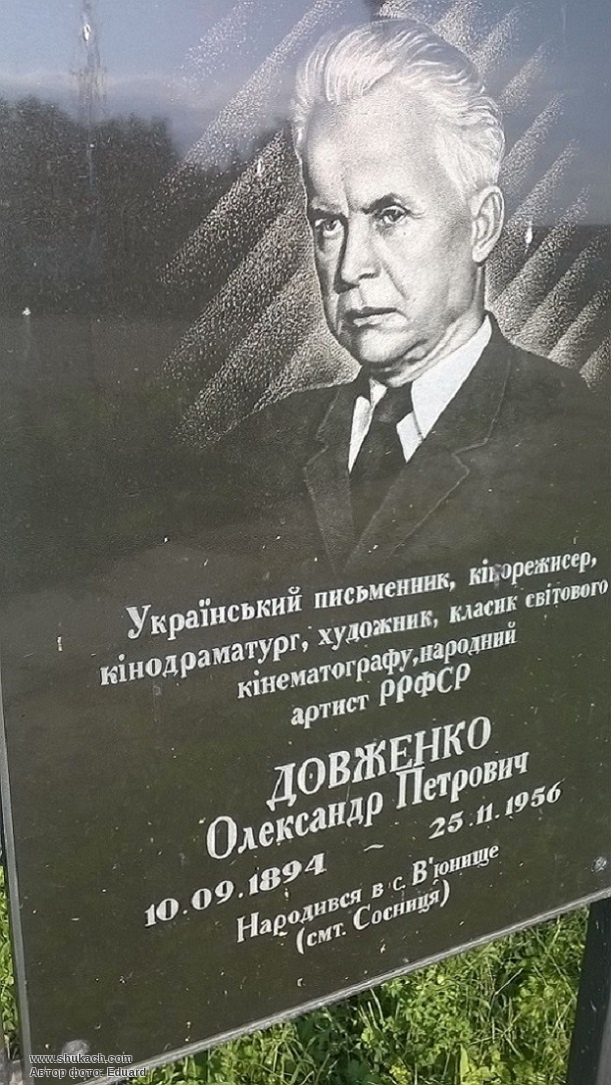 Український письменник, кінорежисер,
кінодраматург, художник, класик світового
кінематографу,народний
артист РРФСР
ДОВЖЕНКО
Олександр Петрович
10.09.1894 ~ 25.11.1956
Народився в с. В'юнище
(смт. Сосниця)
www.shukach.com
Автор фото: Eduard